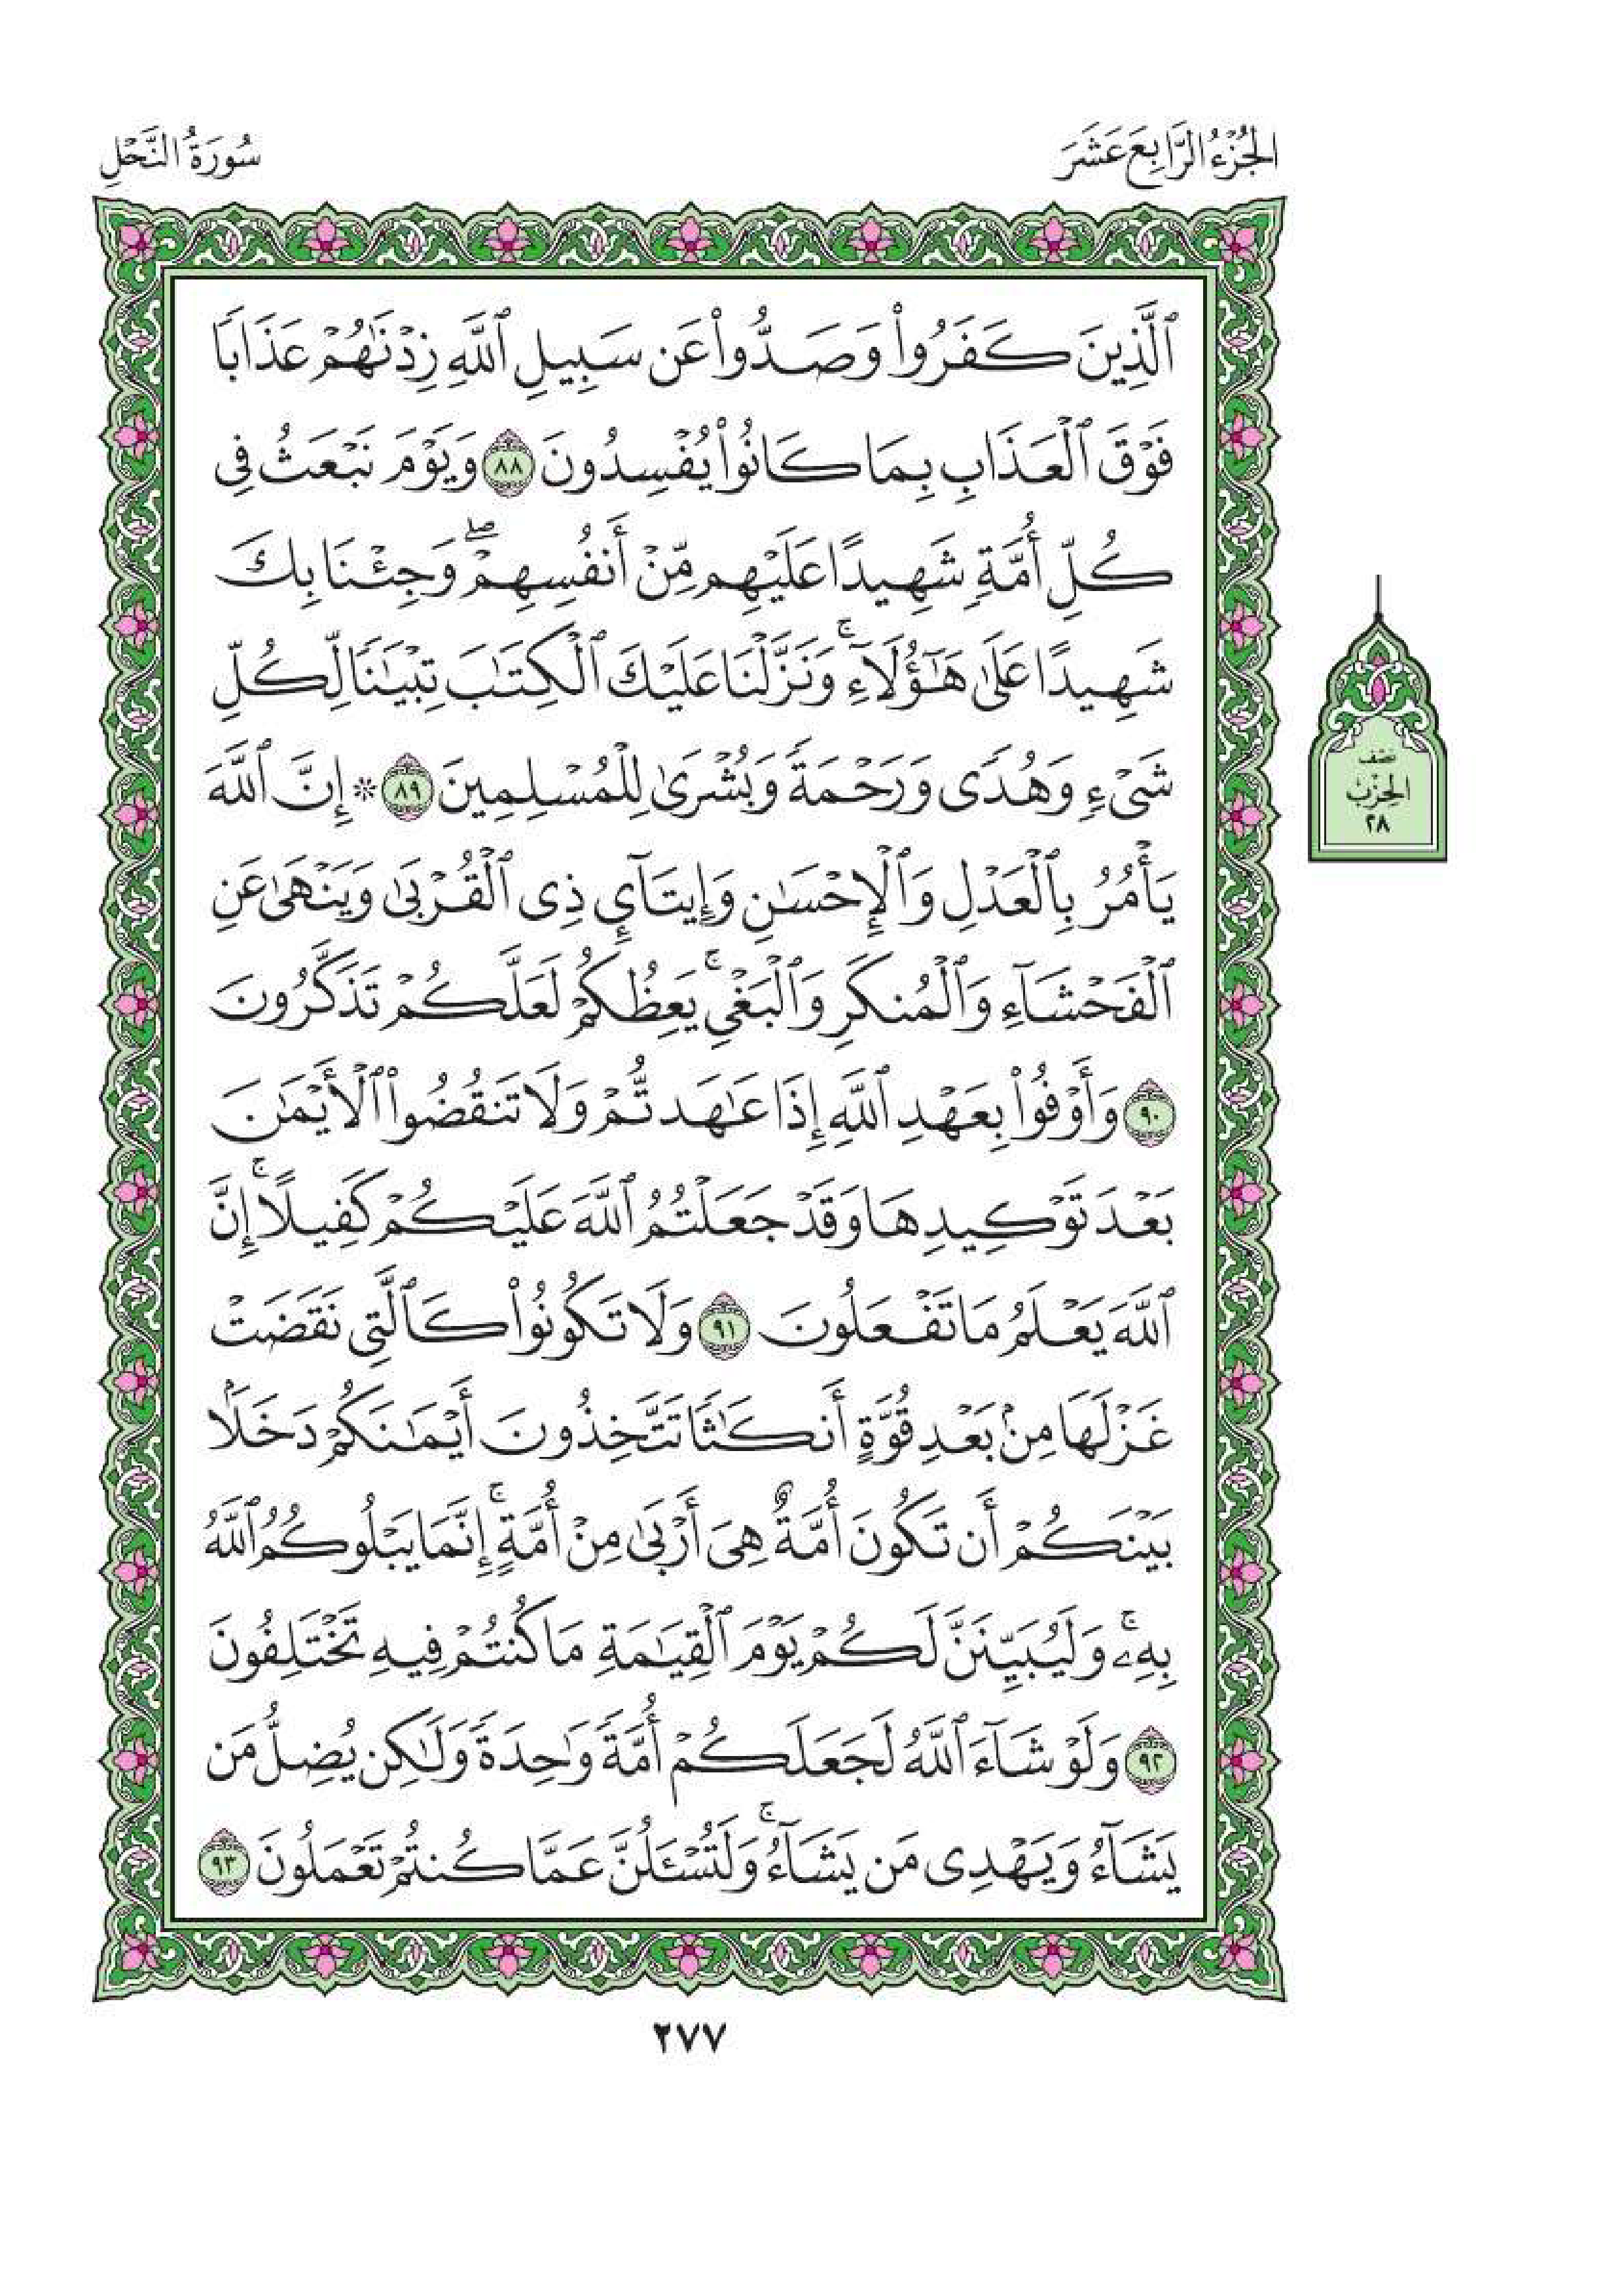 الجُزْءُ الرَّابِعَ عَشَرَ
سُورَةُ النَّحْلِ
ٱلَّذِينَ كَفَرُوا۟ وَصَدُّوا۟ عَن سَبِيلِ ٱللَّهِ زِدْنَٰهُمْ عَذَابًا
فَوْقَ ٱلْعَذَابِ بِمَا كَانُوا۟ يُفْسِدُونَ ٨٨ وَيَوْمَ نَبْعَثُ فِى
كُلِّ أُمَّةٍ شَهِيدًا عَلَيْهِم مِّنْ أَنفُسِهِمْ ۖ وَجِئْنَا بِكَ
شَهِيدًا عَلَىٰ هَٰٓؤُلَآءِ ۚ وَنَزَّلْنَا عَلَيْكَ ٱلْكِتَٰبَ تِبْيَٰنًا لِّكُلِّ
شَىْءٍ وَهُدًى وَرَحْمَةً وَبُشْرَىٰ لِلْمُسْلِمِينَ ٨٩ ۞ إِنَّ ٱللَّهَ
يَأْمُرُ بِٱلْعَدْلِ وَٱلْإِحْسَٰنِ وَإِيتَآئِ ذِى ٱلْقُرْبَىٰ وَيَنْهَىٰ عَنِ
ٱلْفَحْشَآءِ وَٱلْمُنكَرِ وَٱلْبَغْىِ ۚ يَعِظُكُمْ لَعَلَّكُمْ تَذَكَّرُونَ
٩٠ وَأَوْفُوا۟ بِعَهْدِ ٱللَّهِ إِذَا عَٰهَدتُّمْ وَلَا تَنقُضُوا۟ ٱلْأَيْمَٰنَ
بَعْدَ تَوْكِيدِهَا وَقَدْ جَعَلْتُمُ ٱللَّهَ عَلَيْكُمْ كَفِيلًا ۚ إِنَّ
ٱللَّهَ يَعْلَمُ مَا تَفْعَلُونَ ٩١ وَلَا تَكُونُوا۟ كَٱلَّتِى نَقَضَتْ
غَزْلَهَا مِنۢ بَعْدِ قُوَّةٍ أَنكَٰثًا تَتَّخِذُونَ أَيْمَٰنَكُمْ دَخَلًۢا
بَيْنَكُمْ أَن تَكُونَ أُمَّةٌ هِىَ أَرْبَىٰ مِنْ أُمَّةٍ ۚ إِنَّمَا يَبْلُوكُمُ ٱللَّهُ
بِهِۦ ۚ وَلَيُبَيِّنَنَّ لَكُمْ يَوْمَ ٱلْقِيَٰمَةِ مَا كُنتُمْ فِيهِ تَخْتَلِفُونَ
٩٢ وَلَوْ شَآءَ ٱللَّهُ لَجَعَلَكُمْ أُمَّةً وَٰحِدَةً وَلَٰكِن يُضِلُّ مَن
يَشَآءُ وَيَهْدِى مَن يَشَآءُ ۚ وَلَتُسْـَٔلُنَّ عَمَّا كُنتُمْ تَعْمَلُونَ ٩٣
نصف
الحِزْب
٢٨
٢٧٧